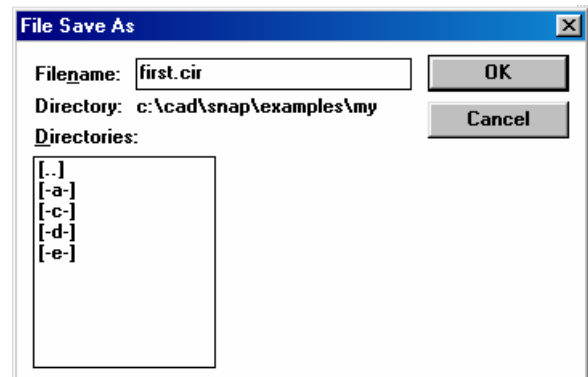 File Save As
Filename: first.cir
OK
Directory: c:\cad\snap\examples\my
Cancel
Directories:
[..]
[-a-]
[-c-]
[-d-]
[-e-]